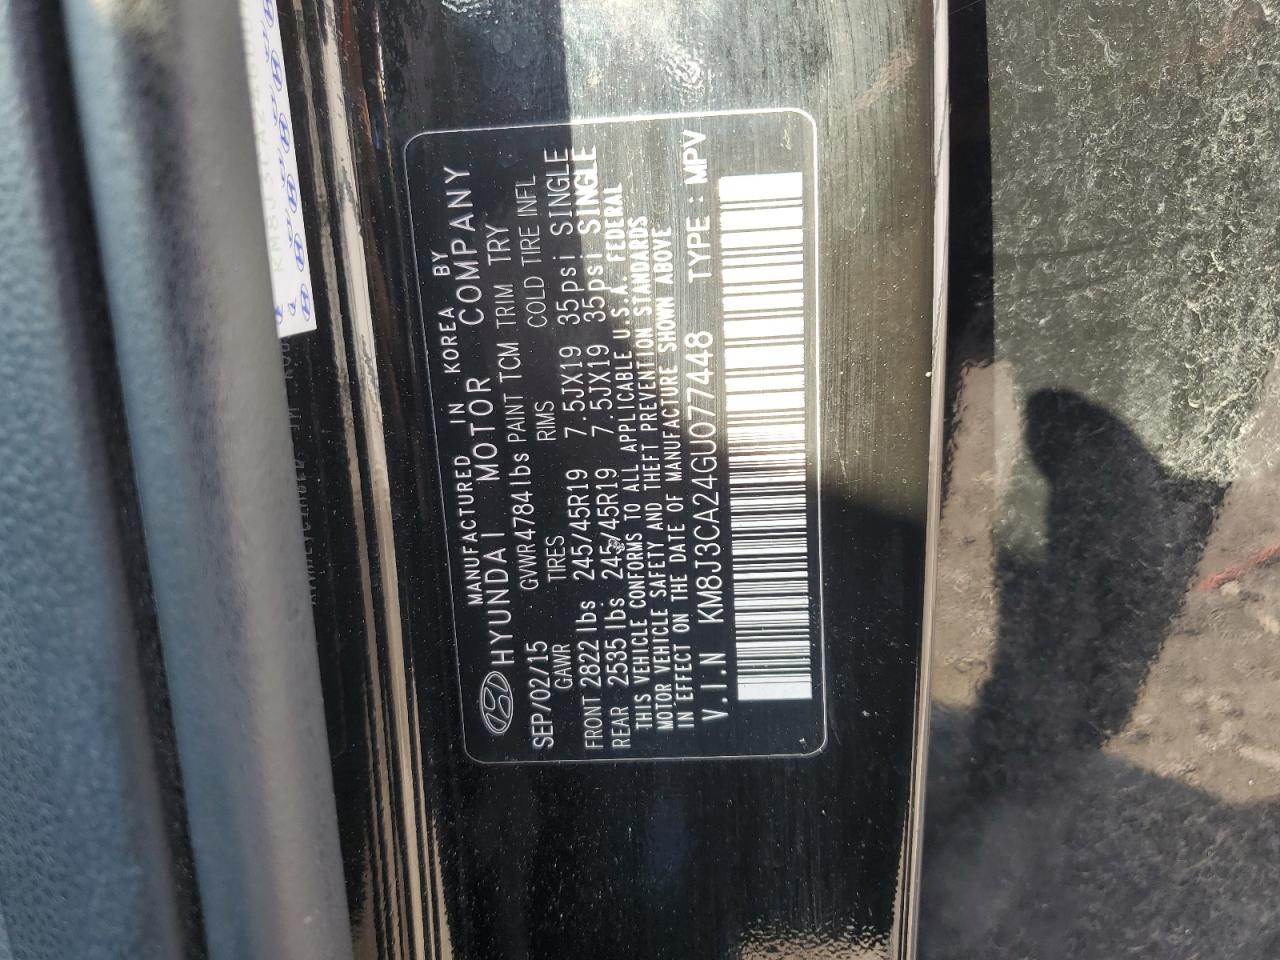 MANUFACTURED IN KOREA BY
HYUNDAI MOTOR COMPANY
SEP/02/15 GVWR 4784lbs PAINT TCM TRIM TRY
GAWR TIRES RIMS COLD TIRE INFL
FRONT 2822 lbs 245/45R19 7.5JX19 35psi SINGLE
REAR 2535 lbs 245/45R19 7.5JX19 35psi SINGLE
THIS VEHICLE CONFORMS TO ALL APPLICABLE U.S.A. FEDERAL
MOTOR VEHICLE SAFETY AND THEFT PREVENTION STANDARDS
IN EFFECT ON THE DATE OF MANUFACTURE SHOWN ABOVE
V.I.N KM8J3CA24GU077448 TYPE : MPV